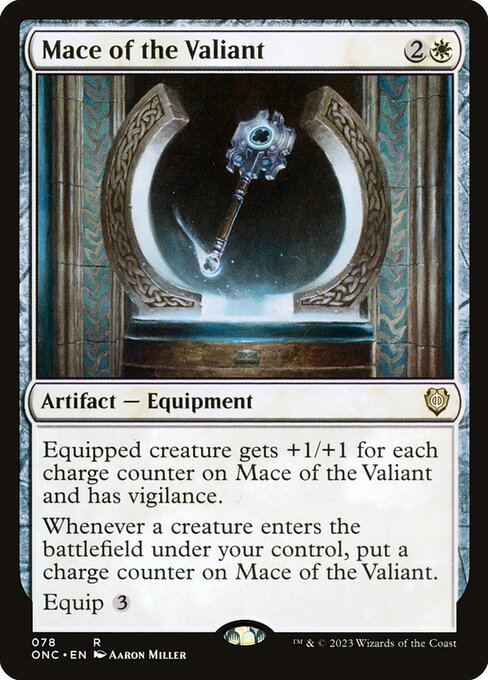 Mace of the Valiant 2
Artifact — Equipment
Equipped creature gets +1/+1 for each
charge counter on Mace of the Valiant
and has vigilance.
Whenever a creature enters the
battlefield under your control, put a
charge counter on Mace of the Valiant.
Equip 3
078 R
ONC • EN Aaron Miller
™ & © 2023 Wizards of the Coast